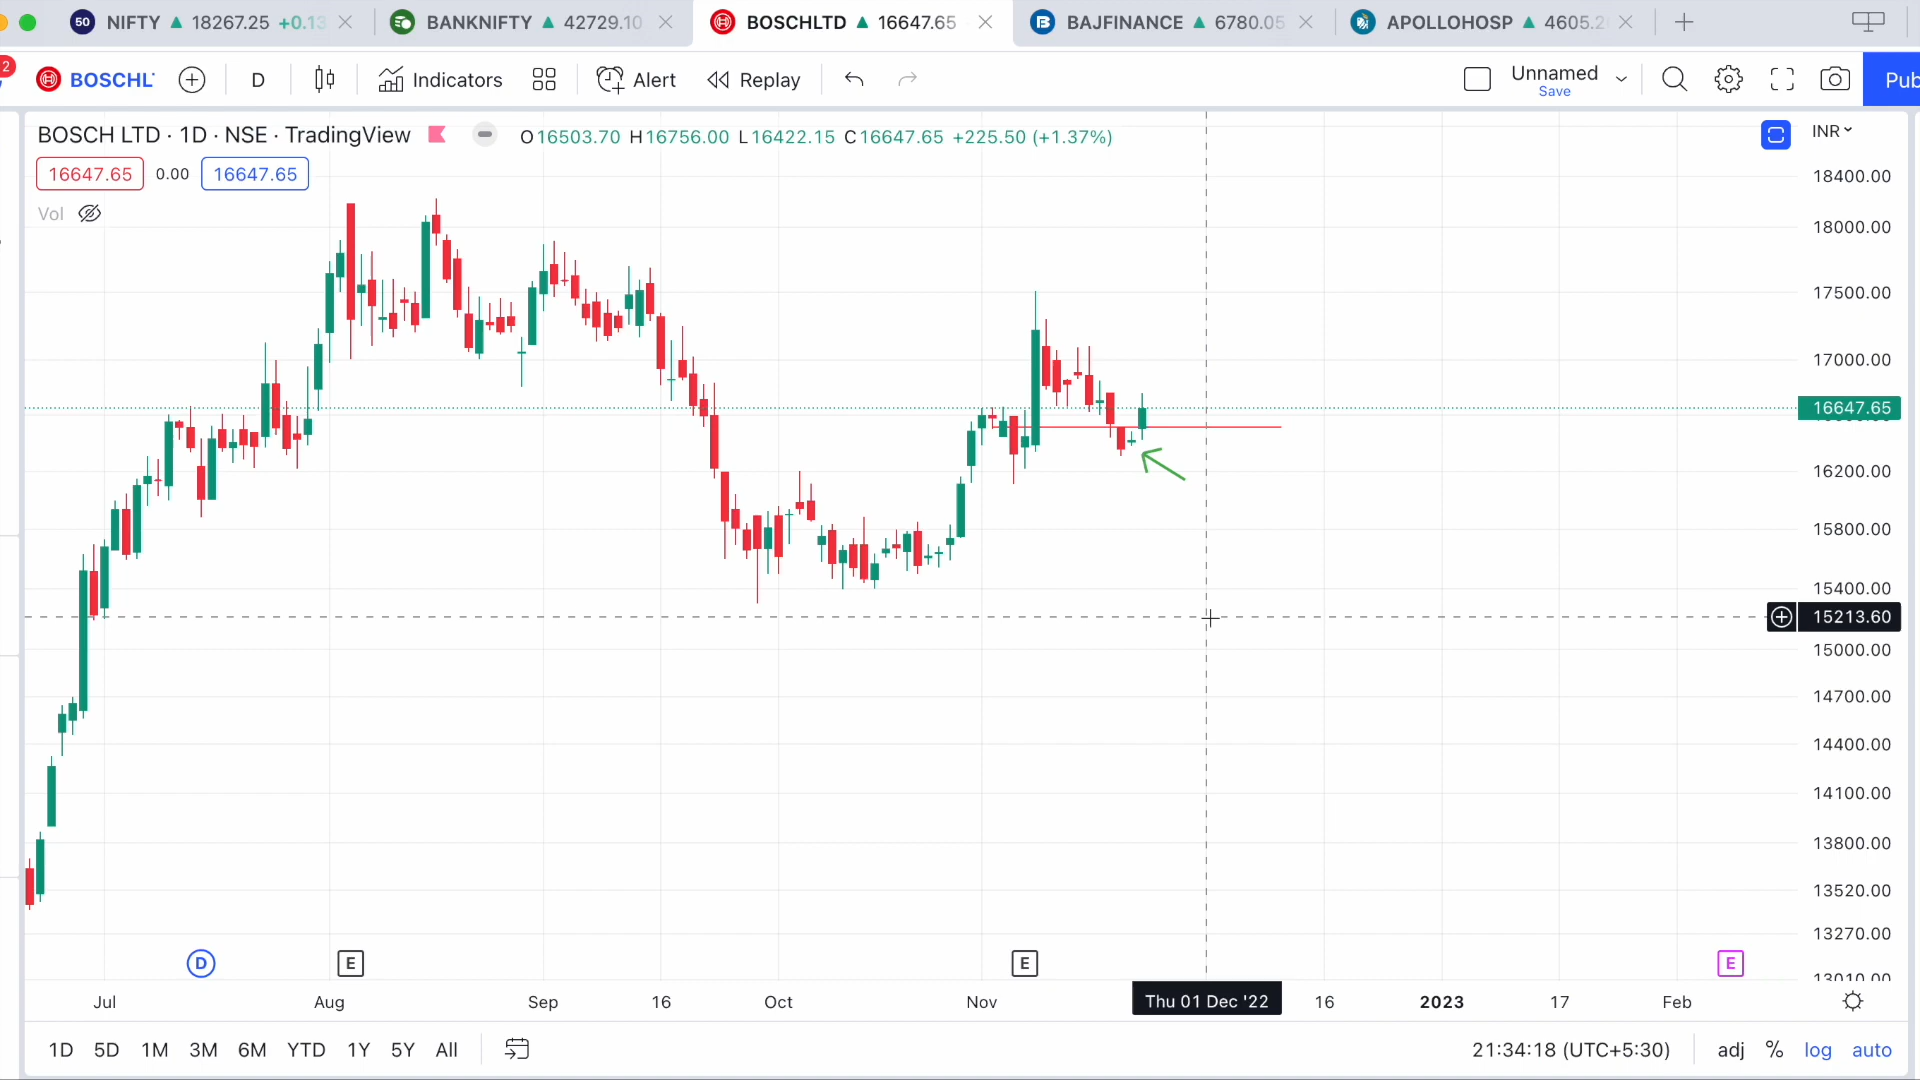 50 NIFTY 18267.25 +0.13 BANKNIFTY 42729.10 BOSCHLTD 16647.65 BAJFINANCE 6780.05 APOLLOHOSP 4605.2
2 BOSCHL D Indicators Alert Replay Unnamed Pub
Save
BOSCH LTD · 1D · NSE · TradingView O16503.70 H16756.00 L16422.15 C16647.65 +225.50 (+1.37%) INR
16647.65 0.00 16647.65
Vol
18400.00
18000.00
17500.00
17000.00
16647.65
16200.00
15800.00
15400.00
15213.60
15000.00
14700.00
14400.00
14100.00
13800.00
13520.00
13270.00
13010.00
D E E E
Jul Aug Sep 16 Oct Nov Thu 01 Dec '22 16 2023 17 Feb
1D 5D 1M 3M 6M YTD 1Y 5Y All 21:34:18 (UTC+5:30) adj % log auto